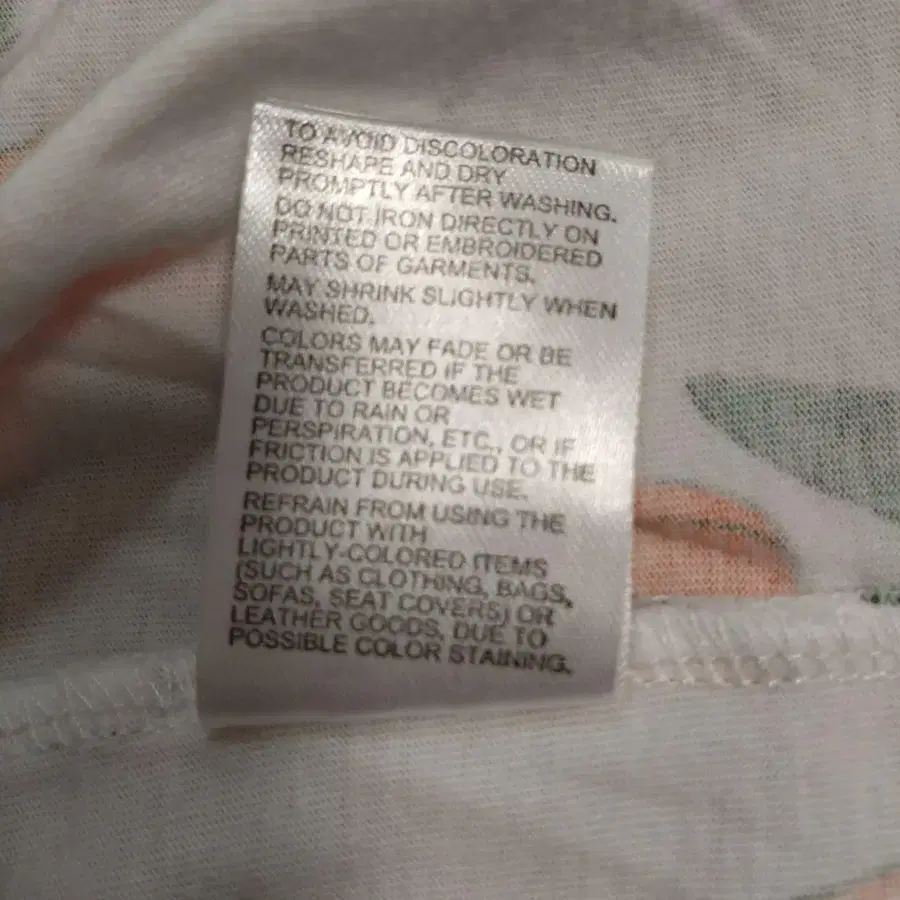 TO AVOID DISCOLORATION
RESHAPE AND DRY
PROMPTLY AFTER WASHING.
DO NOT IRON DIRECTLY ON
PRINTED OR EMBROIDERED
PARTS OF GARMENTS.
MAY SHRINK SLIGHTLY WHEN
WASHED.
COLORS MAY FADE OR BE
TRANSFERRED IF THE
PRODUCT BECOMES WET
DUE TO RAIN OR
PERSPIRATION, ETC., OR IF
FRICTION IS APPLIED TO THE
PRODUCT DURING USE.
REFRAIN FROM USING THE
PRODUCT WITH
LIGHTLY-COLORED ITEMS
(SUCH AS CLOTHING, BAGS,
SOFAS, SEAT COVERS) OR
LEATHER GOODS, DUE TO
POSSIBLE COLOR STAINING.